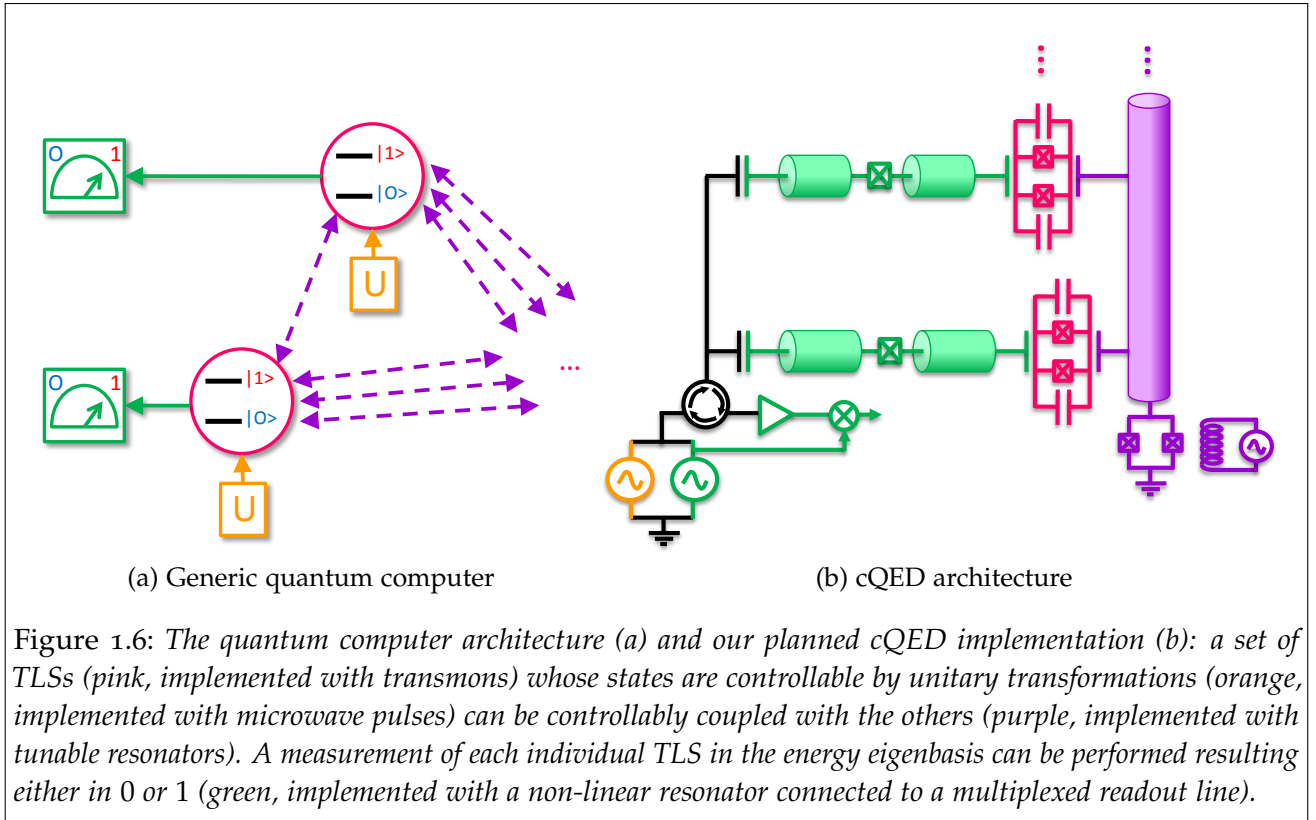 0 1
|1>
|0>
U
0 1
|1>
|0>
...
U
(a) Generic quantum computer
(b) cQED architecture
Figure 1.6: The quantum computer architecture (a) and our planned cQED implementation (b): a set of
TLSs (pink, implemented with transmons) whose states are controllable by unitary transformations (orange,
implemented with microwave pulses) can be controllably coupled with the others (purple, implemented with
tunable resonators). A measurement of each individual TLS in the energy eigenbasis can be performed resulting
either in 0 or 1 (green, implemented with a non-linear resonator connected to a multiplexed readout line).